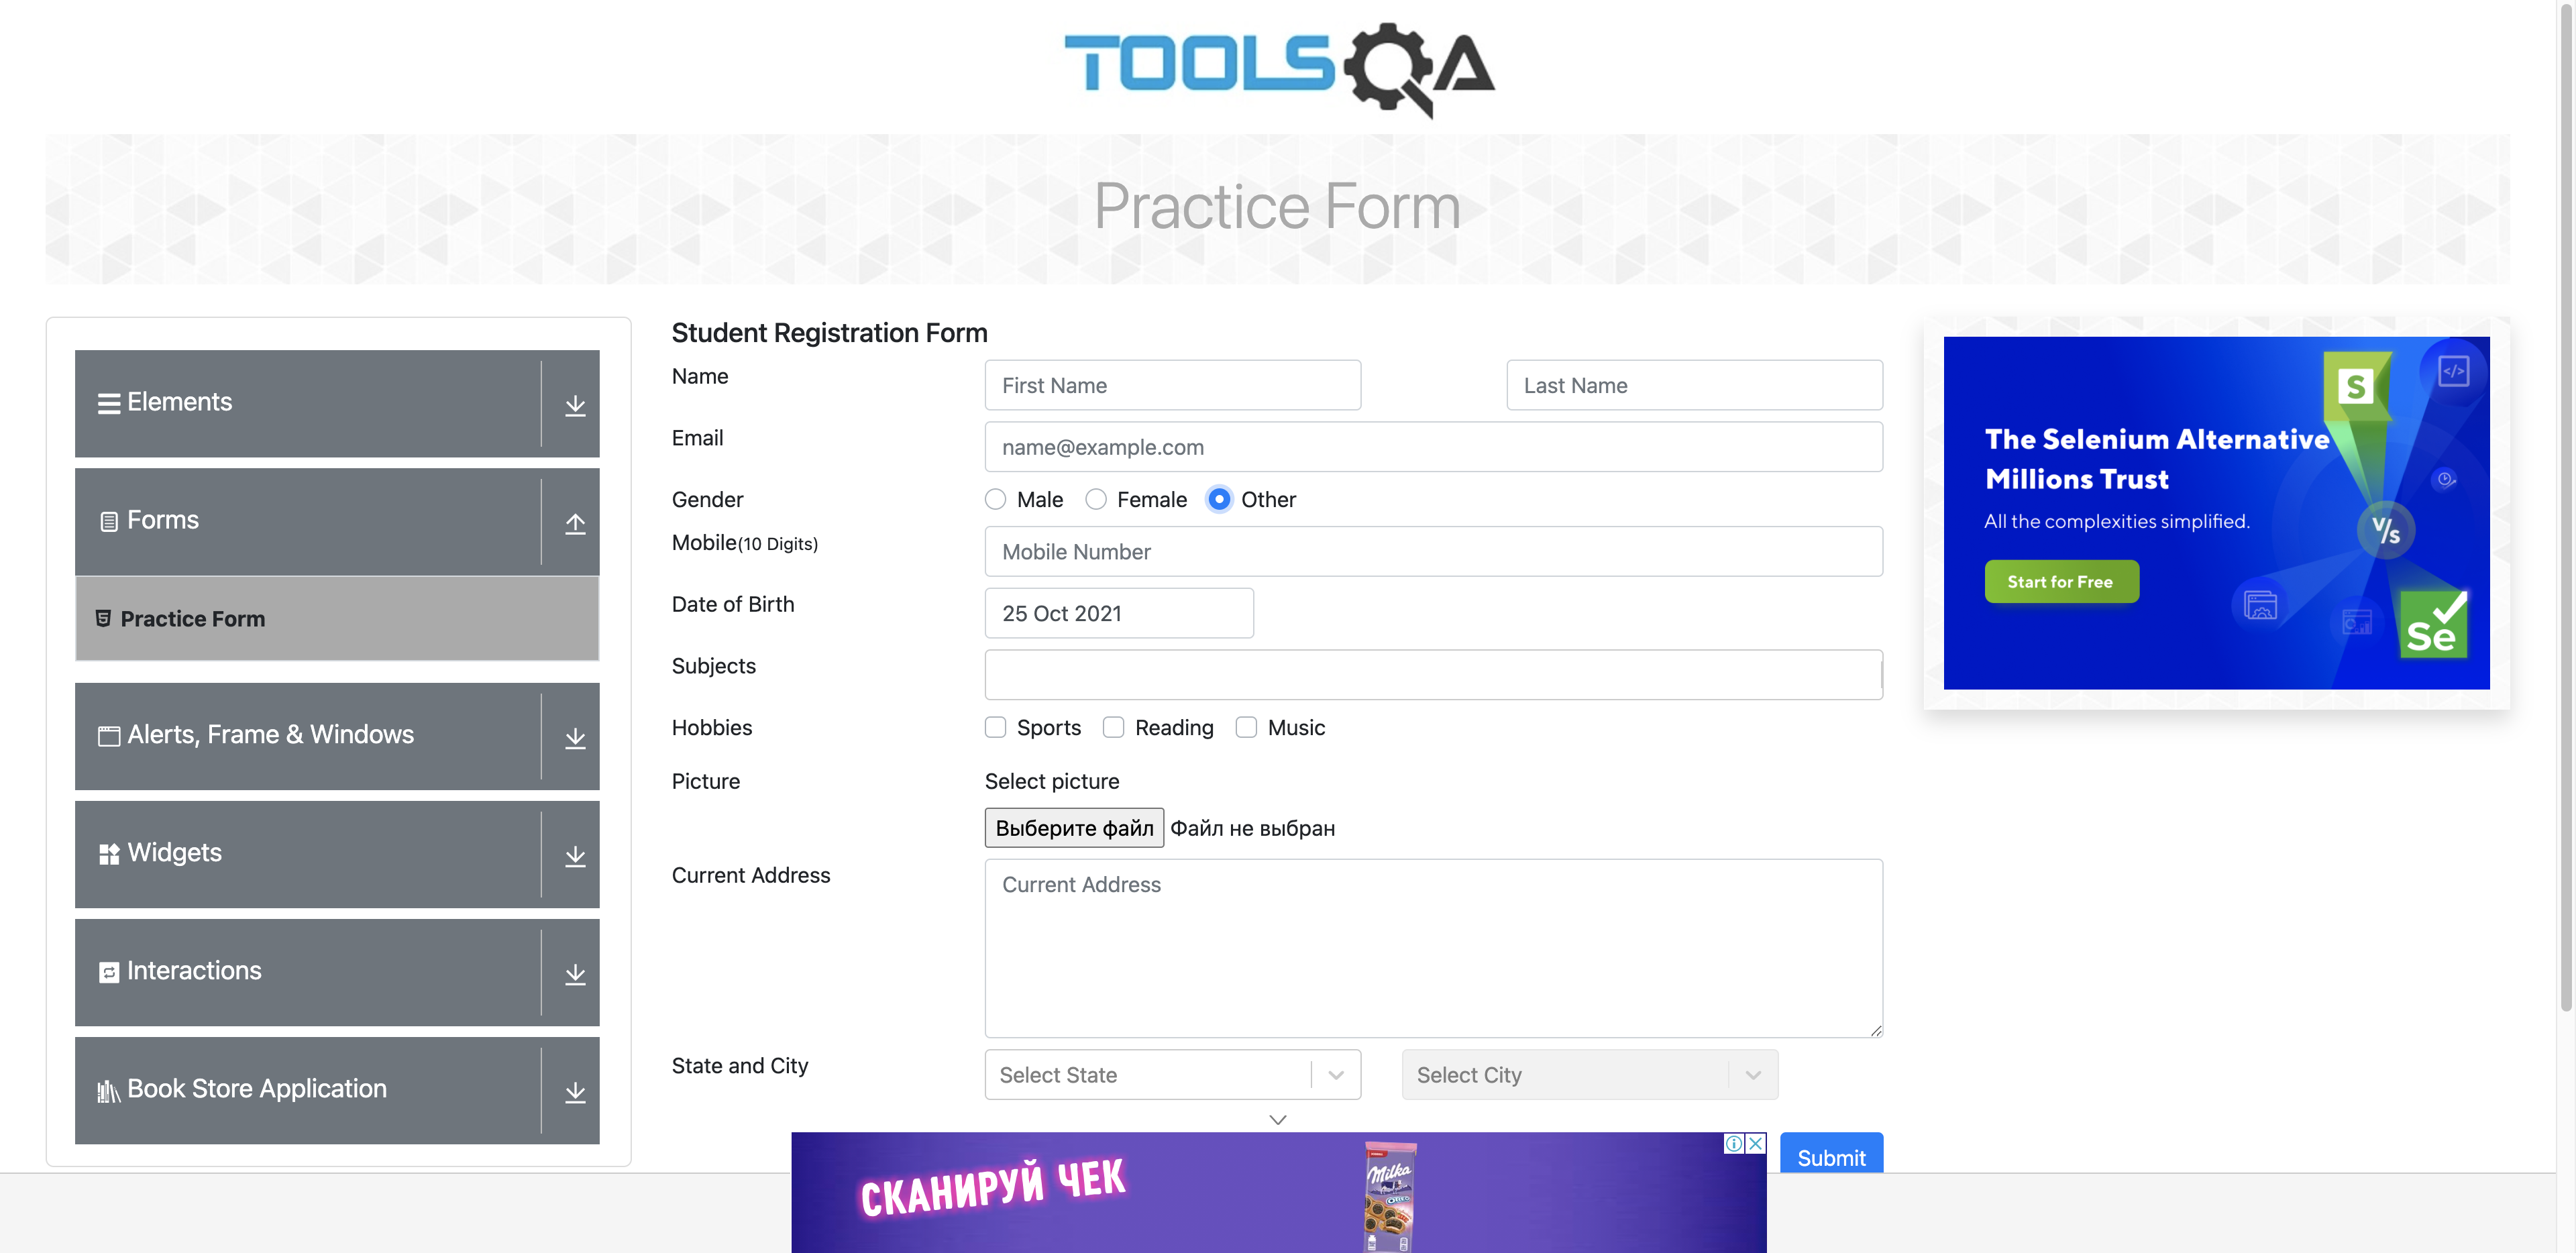 TOOLSQA
Practice Form
Elements
Forms
Practice Form
Alerts, Frame & Windows
Widgets
Interactions
Book Store Application
Student Registration Form
Name First Name Last Name
Email name@example.com
Gender Male Female Other
Mobile(10 Digits) Mobile Number
Date of Birth 25 Oct 2021
Subjects
Hobbies Sports Reading Music
Picture Select picture
Выберите файл Файл не выбран
Current Address Current Address
State and City Select State Select City
Submit
The Selenium Alternative
Millions Trust
All the complexities simplified.
Start for Free
S
</>
V/s
Se
СКАНИРУЙ ЧЕК
Milka
OREO